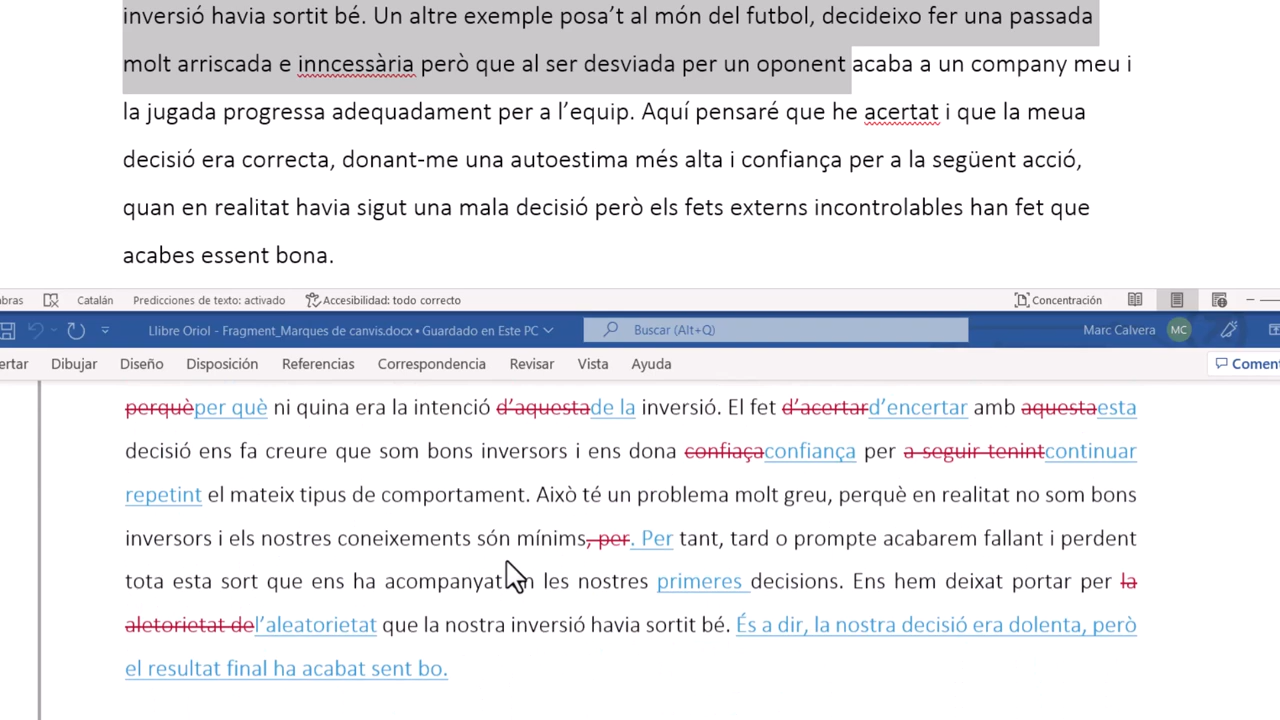 inversió havia sortit bé. Un altre exemple posa’t al món del futbol, decideixo fer una passada
molt arriscada e inncessària però que al ser desviada per un oponent acaba a un company meu i
la jugada progressa adequadament per a l’equip. Aquí pensaré que he acertat i que la meua
decisió era correcta, donant-me una autoestima més alta i confiança per a la següent acció,
quan en realitat havia sigut una mala decisió però els fets externs incontrolables han fet que
acabes essent bona.
bras Catalán Predicciones de texto: activado Accesibilidad: todo correcto Concentración
Llibre Oriol - Fragment_Marques de canvis.docx • Guardado en Este PC Buscar (Alt+Q) Marc Calvera MC
ertar Dibujar Diseño Disposición Referencias Correspondencia Revisar Vista Ayuda Coment
perquèper què ni quina era la intenció d’aquestade la inversió. El fet d’acertard’encertar amb aquestaesta
decisió ens fa creure que som bons inversors i ens dona confiaçaconfiança per a seguir tenintcontinuar
repetint el mateix tipus de comportament. Això té un problema molt greu, perquè en realitat no som bons
inversors i els nostres coneixements són mínims, per. Per tant, tard o prompte acabarem fallant i perdent
tota esta sort que ens ha acompanyat n les nostres primeres decisions. Ens hem deixat portar per la
aletorietat del’aleatorietat que la nostra inversió havia sortit bé. És a dir, la nostra decisió era dolenta, però
el resultat final ha acabat sent bo.